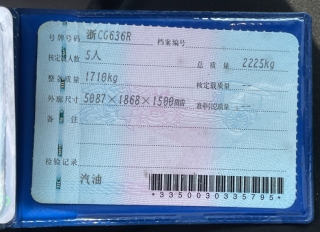 号牌号码 浙CG636R 档案编号
核定载人数 5人 总质量 2225kg
整备质量 1710kg 核定载质量 --
外廓尺寸 5087×1868×1500mm 准牵引总质量 --
备注
检验记录
汽油
*3350030335795*